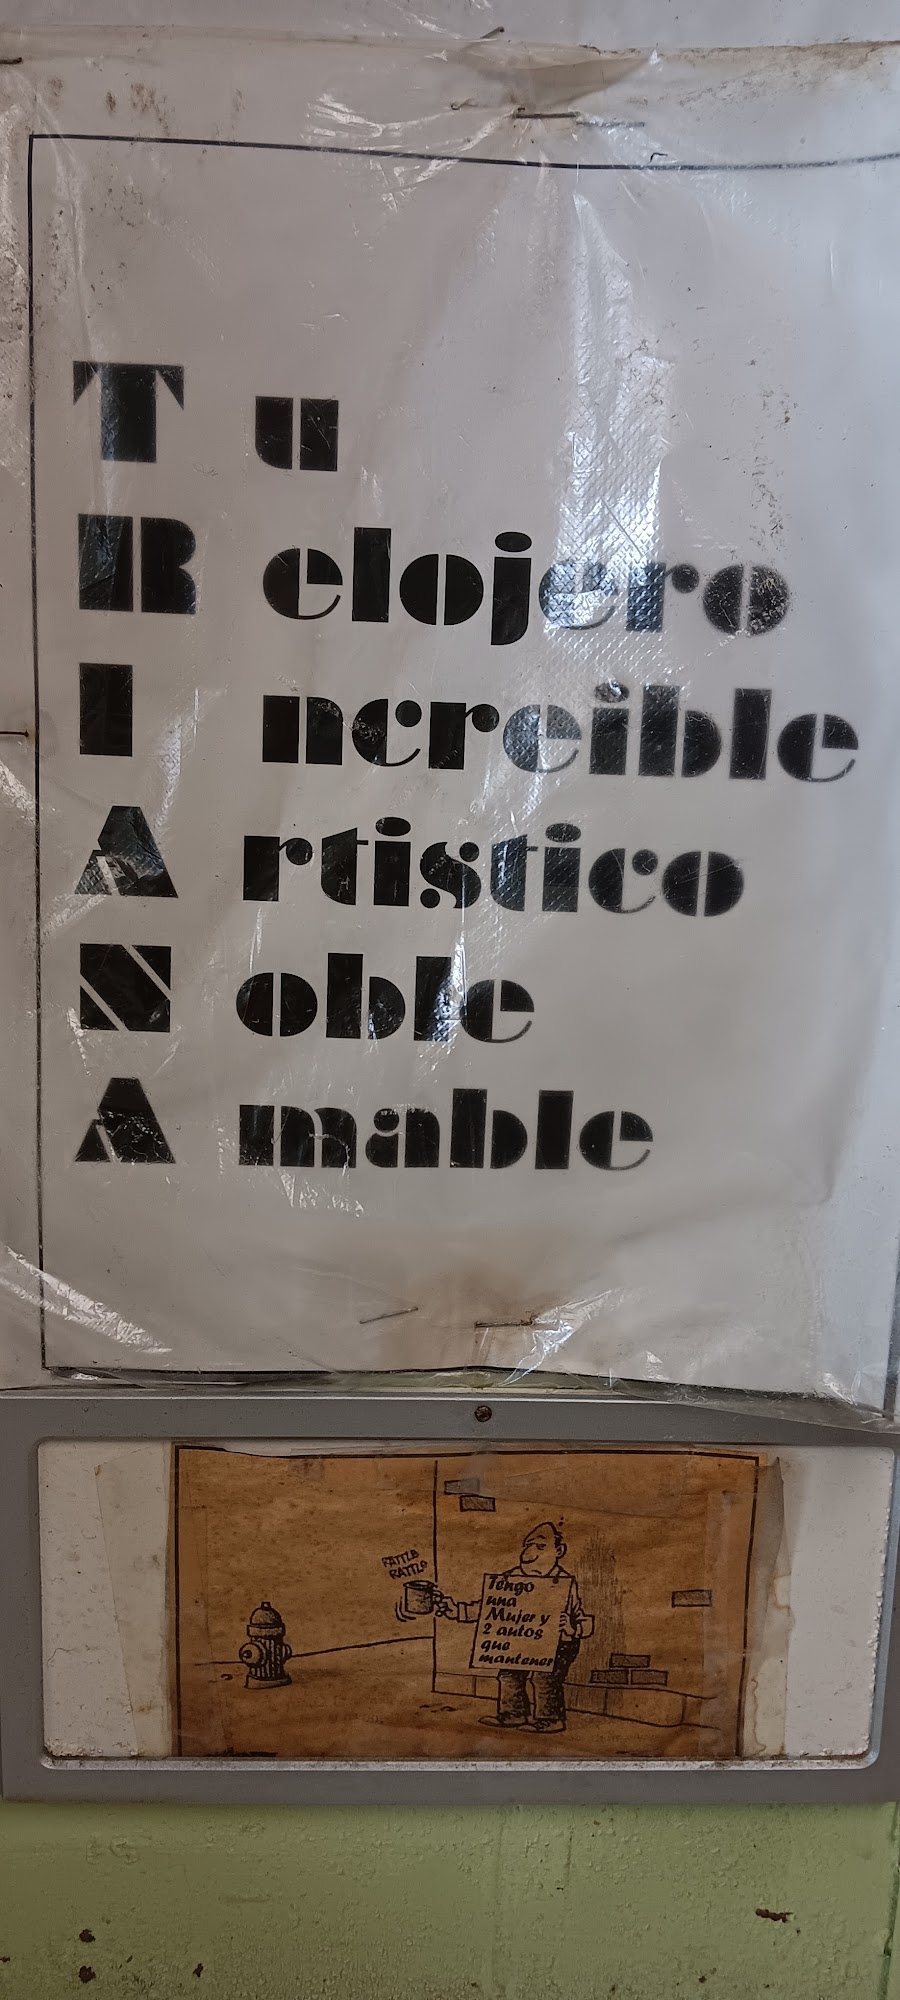 T u
R elojero
I ncreible
A rtistico
N oble
A mable
RATTLE
RATTLE
Tengo
una
Mujer y
2 autos
que
mantener